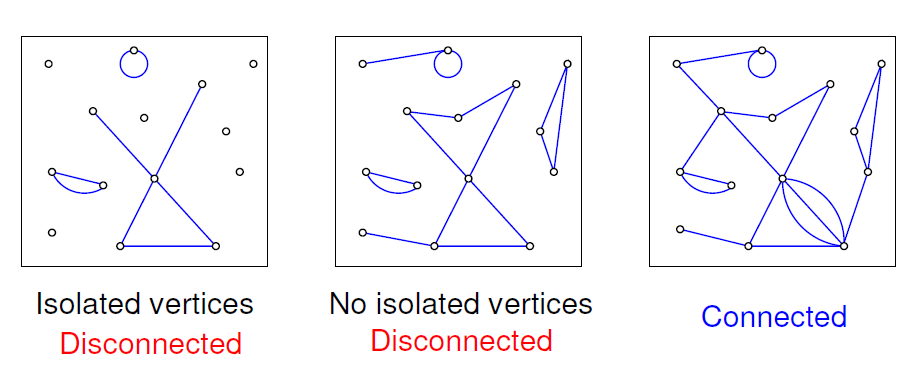 Isolated vertices
Disconnected
No isolated vertices
Disconnected
Connected